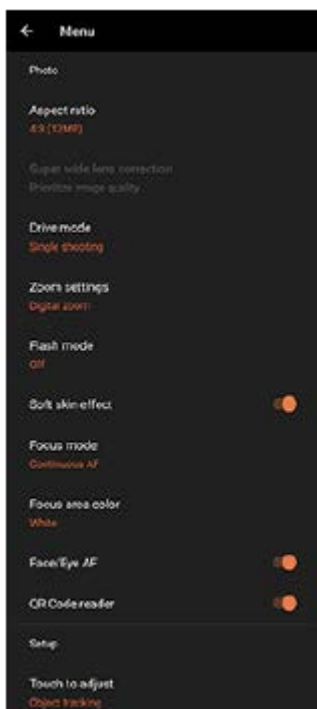 Menu
Photo
Aspect ratio
4:3 (12MP)
Super wide lens correction
Prioritize image quality
Drive mode
Single shooting
Zoom settings
Digital zoom
Flash mode
Off
Soft skin effect
Focus mode
Continuous AF
Focus area color
White
Face/Eye AF
QR Code reader
Setup
Touch to adjust
Object tracking